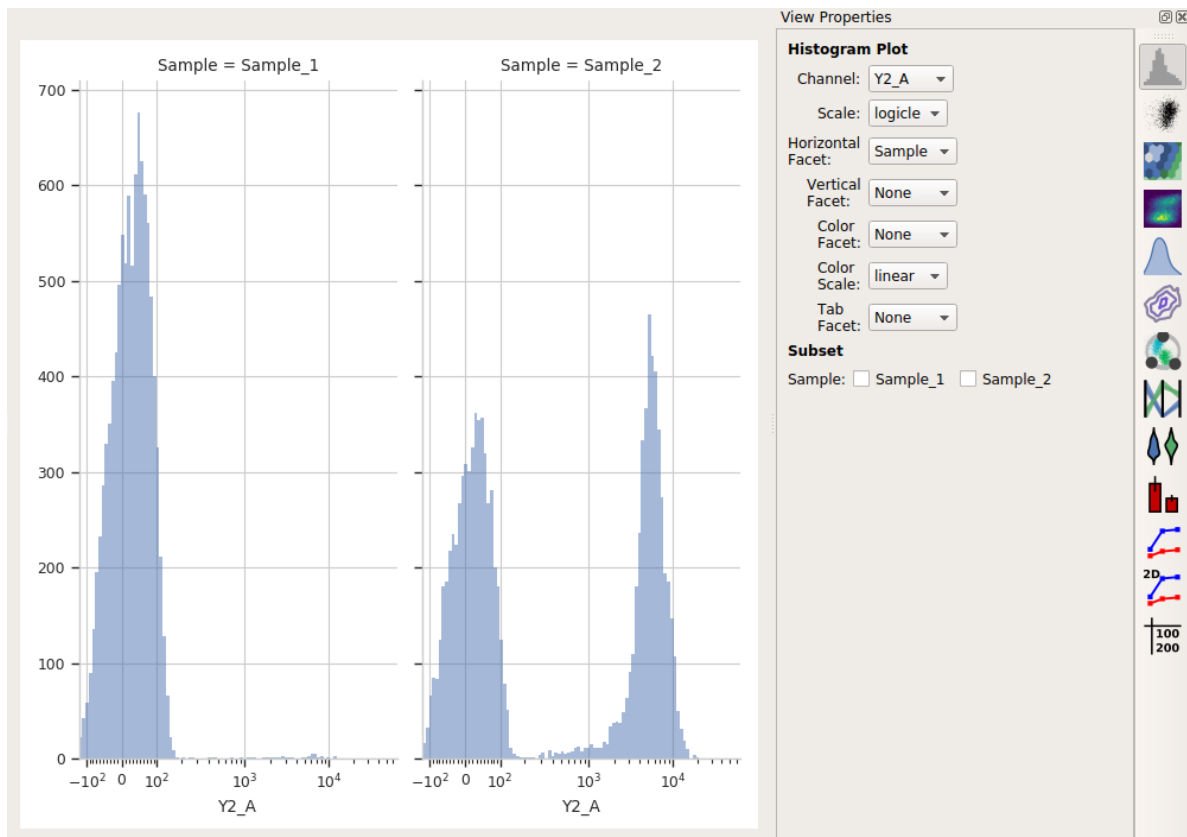 View Properties
Sample = Sample_1
Sample = Sample_2
700
600
500
400
300
200
100
0
−10² 0 10² 10³ 10⁴
−10² 0 10² 10³ 10⁴
Y2_A
Y2_A
Histogram Plot
Channel: Y2_A
Scale: logicle
Horizontal
Facet: Sample
Vertical
Facet: None
Color
Facet: None
Color
Scale: linear
Tab
Facet: None
Subset
Sample: Sample_1 Sample_2
2D
100
200